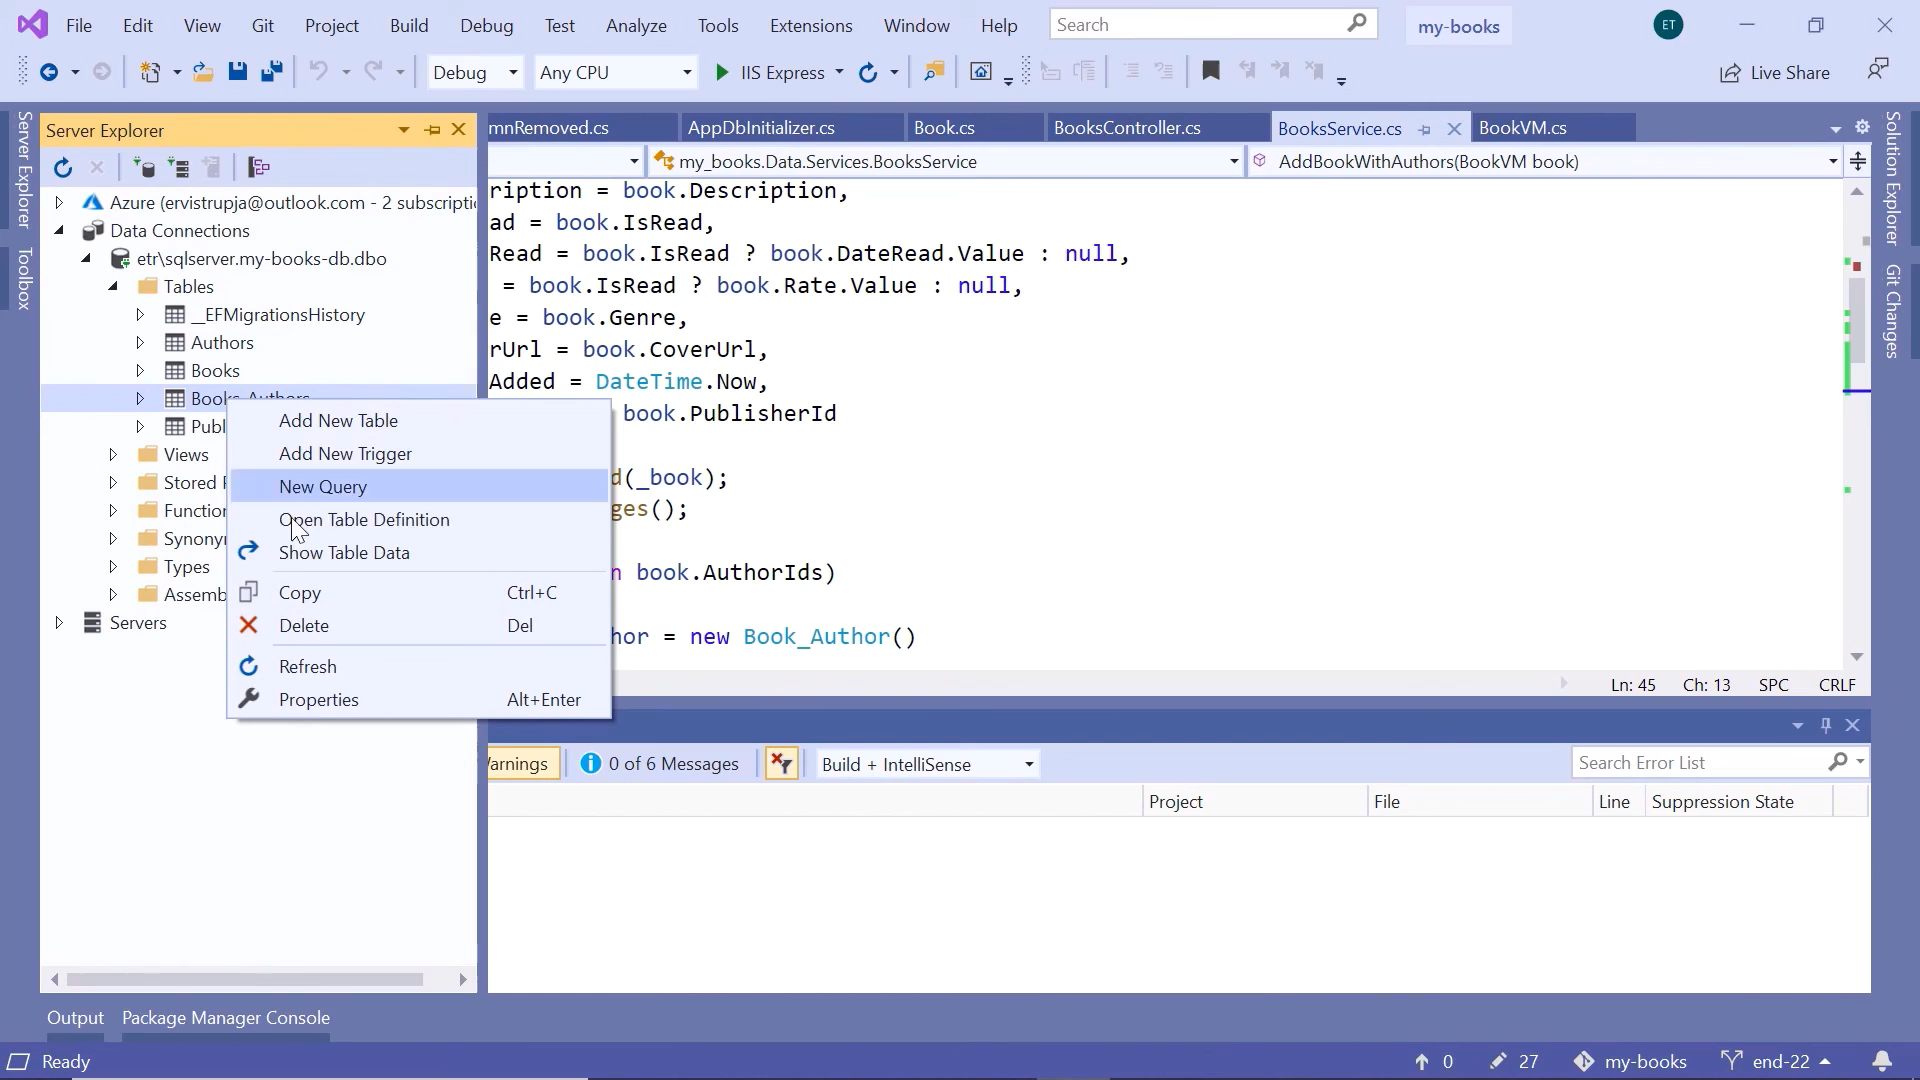 File Edit View Git Project Build Debug Test Analyze Tools Extensions Window Help Search my-books ET
Debug Any CPU IIS Express Live Share
Server Explorer
Toolbox
Server Explorer
Azure (ervistrupja@outlook.com - 2 subscripti
Data Connections
etr\sqlserver.my-books-db.dbo
Tables
__EFMigrationsHistory
Authors
Books
Books_Authors
Publ
Views
Stored
Function
Synony
Types
Assemb
Servers
Add New Table
Add New Trigger
New Query
Open Table Definition
Show Table Data
Copy Ctrl+C
Delete Del
Refresh
Properties Alt+Enter
mnRemoved.cs AppDbInitializer.cs Book.cs BooksController.cs BooksService.cs BookVM.cs
my_books.Data.Services.BooksService AddBookWithAuthors(BookVM book)
ription = book.Description,
ad = book.IsRead,
Read = book.IsRead ? book.DateRead.Value : null,
= book.IsRead ? book.Rate.Value : null,
e = book.Genre,
rUrl = book.CoverUrl,
Added = DateTime.Now,
book.PublisherId
d(_book);
ges();
n book.AuthorIds)
hor = new Book_Author()
Ln: 45 Ch: 13 SPC CRLF
Solution Explorer
Git Changes
arnings 0 of 6 Messages Build + IntelliSense Search Error List
Project File Line Suppression State
Output Package Manager Console
Ready 0 27 my-books end-22